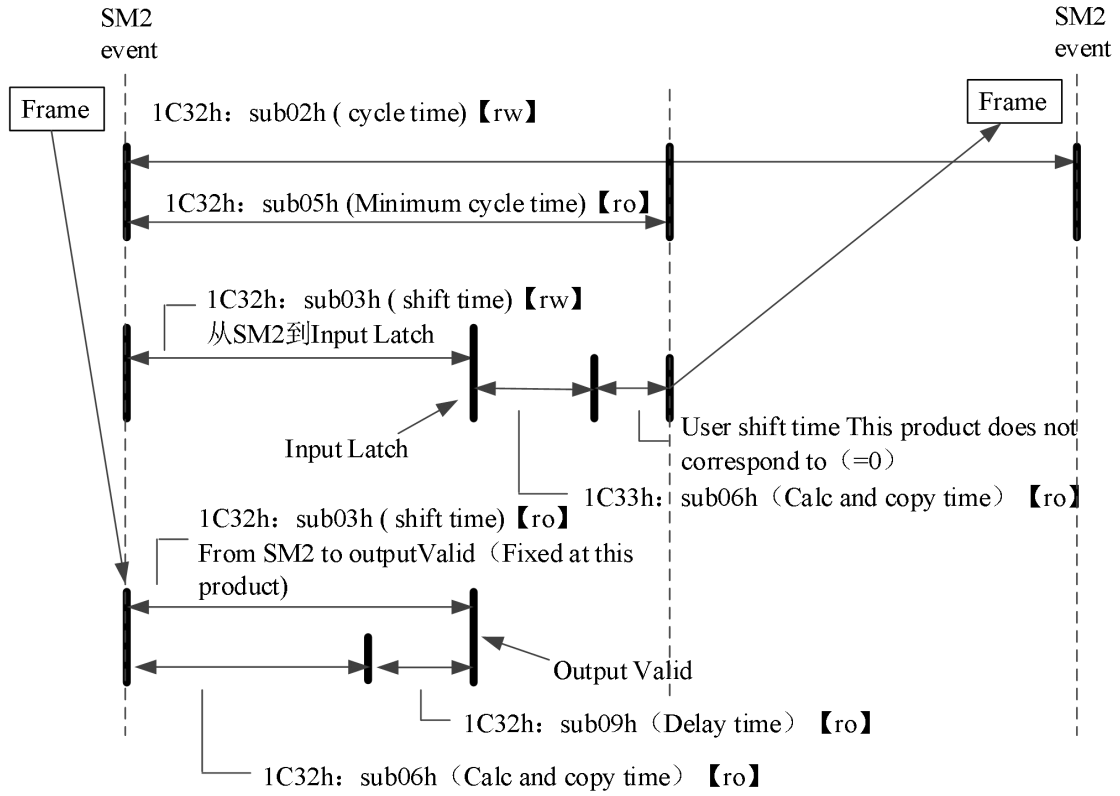 SM2
event
SM2
event
Frame
Frame
1C32h：sub02h ( cycle time)【rw】
1C32h：sub05h (Minimum cycle time)【ro】
1C32h：sub03h ( shift time)【rw】
从SM2到Input Latch
Input Latch
User shift time This product does not
correspond to（=0）
1C33h：sub06h（Calc and copy time）【ro】
1C32h：sub03h ( shift time)【ro】
From SM2 to outputValid（Fixed at this
product)
Output Valid
1C32h：sub09h（Delay time）【ro】
1C32h：sub06h（Calc and copy time）【ro】